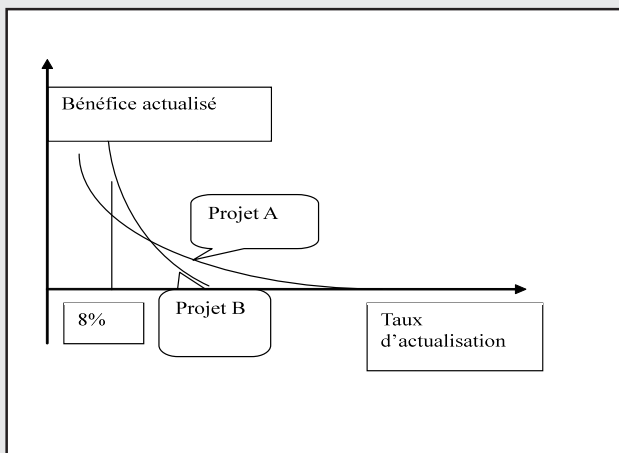 Bénéfice actualisé
Projet A
Projet B
8%
Taux
d’actualisation